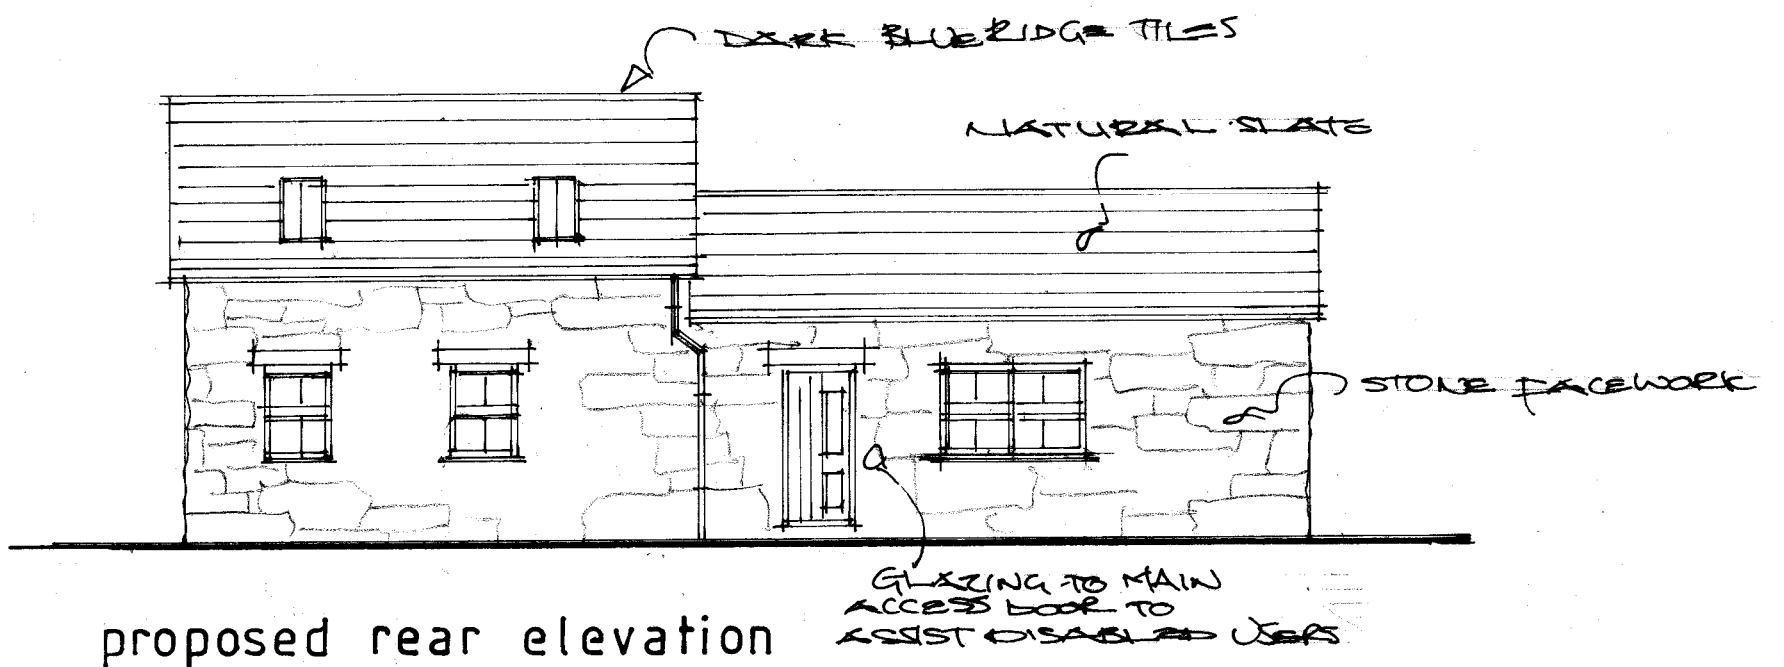 DARK BLUE RIDGE TILES
NATURAL SLATE
STONE FACEWORK
GLAZING TO MAIN
ACCESS DOOR TO
ASSIST DISABLED USERS
proposed rear elevation